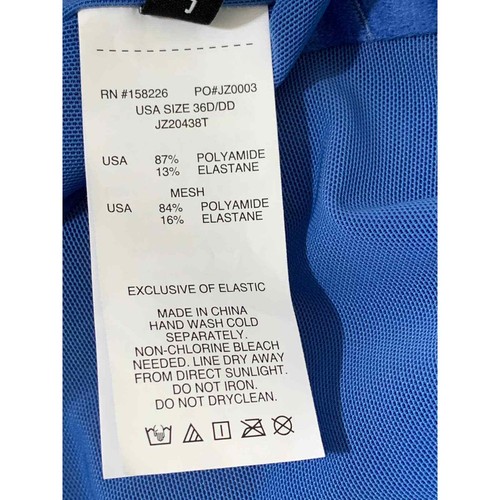 RN #158226 PO#JZ0003
USA SIZE 36D/DD
JZ20438T
USA 87% POLYAMIDE
13% ELASTANE
MESH
USA 84% POLYAMIDE
16% ELASTANE
EXCLUSIVE OF ELASTIC
MADE IN CHINA
HAND WASH COLD
SEPARATELY.
NON-CHLORINE BLEACH
NEEDED. LINE DRY AWAY
FROM DIRECT SUNLIGHT.
DO NOT IRON.
DO NOT DRYCLEAN.